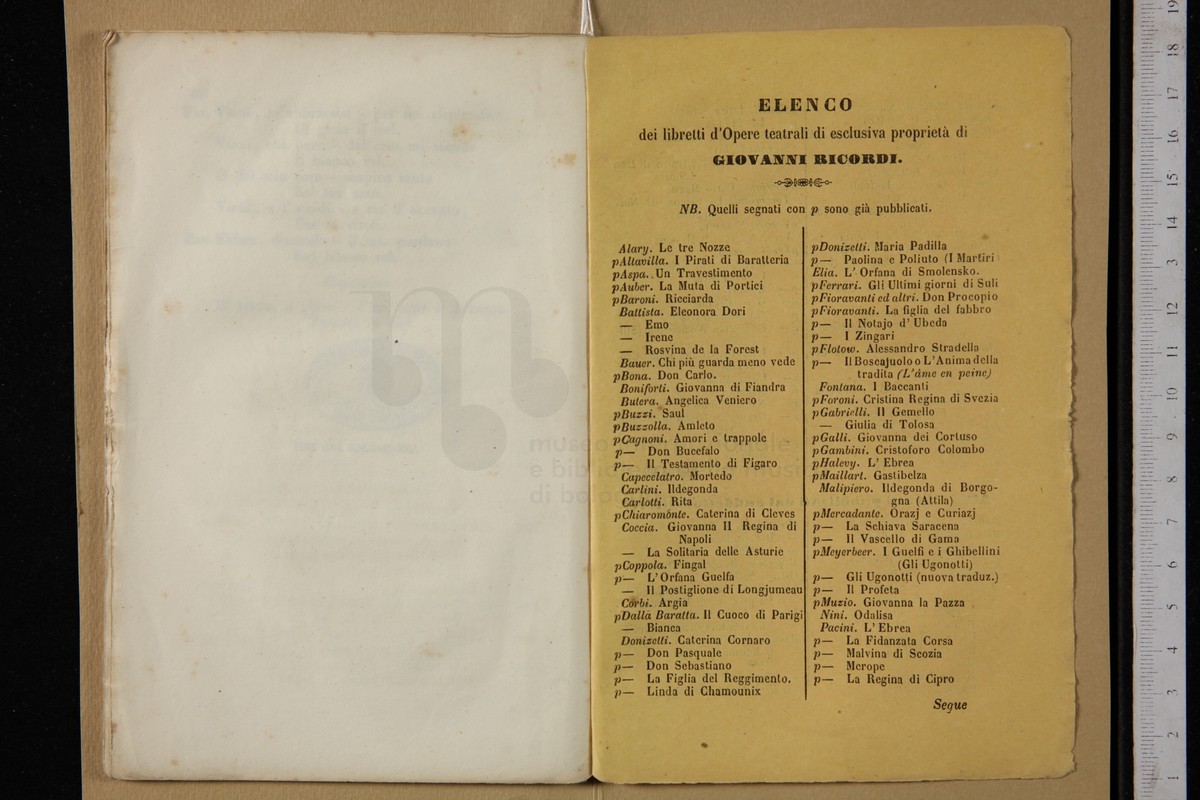 ELENCO
dei libretti d'Opere teatrali di esclusiva proprietà di
GIOVANNI RICORDI.
NB. Quelli segnati con p sono già pubblicati.
Alary. Le tre Nozze
pAltavilla. I Pirati di Baratteria
pAspa. Un Travestimento
pAuber. La Muta di Portici
pBaroni. Ricciarda
Battista. Eleonora Dori
— Emo
— Irene
— Rosvina de la Forest
Bauer. Chi più guarda meno vede
pBona. Don Carlo.
Boniforti. Giovanna di Fiandra
Butera. Angelica Veniero
pBuzzi. Saul
pBuzzolla. Amleto
pCagnoni. Amori e trappole
p— Don Bucefalo
p— Il Testamento di Figaro
Capecelatro. Mortedo
Carlini. Ildegonda
Carlotti. Rita
pChiaromonte. Caterina di Cleves
Coccia. Giovanna II Regina di
Napoli
— La Solitaria delle Asturie
pCoppola. Fingal
p— L'Orfana Guelfa
— Il Postiglione di Longjumeau
Corbi. Argia
pDalla Baratta. Il Cuoco di Parigi
— Bianca
Donizetti. Caterina Cornaro
p— Don Pasquale
p— Don Sebastiano
p— La Figlia del Reggimento.
p— Linda di Chamounix
pDonizetti. Maria Padilla
p— Paolina e Poliuto (I Martiri
Elia. L' Orfana di Smolensko.
pFerrari. Gli Ultimi giorni di Suli
pFioravanti ed altri. Don Procopio
pFioravanti. La figlia del fabbro
p— Il Notajo d' Ubeda
p— I Zingari
pFlotow. Alessandro Stradella
p— Il Boscajuolo o L'Anima della
tradita (L'âme en peine)
Fontana. I Baccanti
pForoni. Cristina Regina di Svezia
pGabrielli. Il Gemello
— Giulia di Tolosa
pGalli. Giovanna dei Cortuso
pGambini. Cristoforo Colombo
pHalevy. L' Ebrea
pMaillart. Gastibelza
Malipiero. Ildegonda di Borgo-
gna (Attila)
pMercadante. Orazj e Curiazj
p— La Schiava Saracena
p— Il Vascello di Gama
pMeyerbeer. I Guelfi e i Ghibellini
(Gli Ugonotti)
p— Gli Ugonotti (nuova traduz.)
p— Il Profeta
pMuzio. Giovanna la Pazza
Nini. Odalisa
Pacini. L' Ebrea
p— La Fidanzata Corsa
p— Malvina di Scozia
p— Merope
p— La Regina di Cipro
Segue